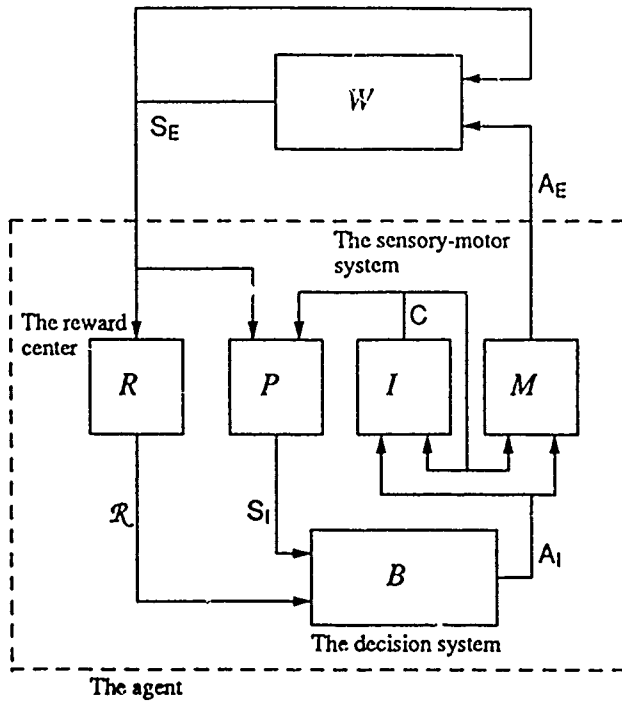 W
S_E
A_E
The sensory-motor
system
C
The reward
center
R
P
I
M
ℛ
S_I
A_I
B
The decision system
The agent